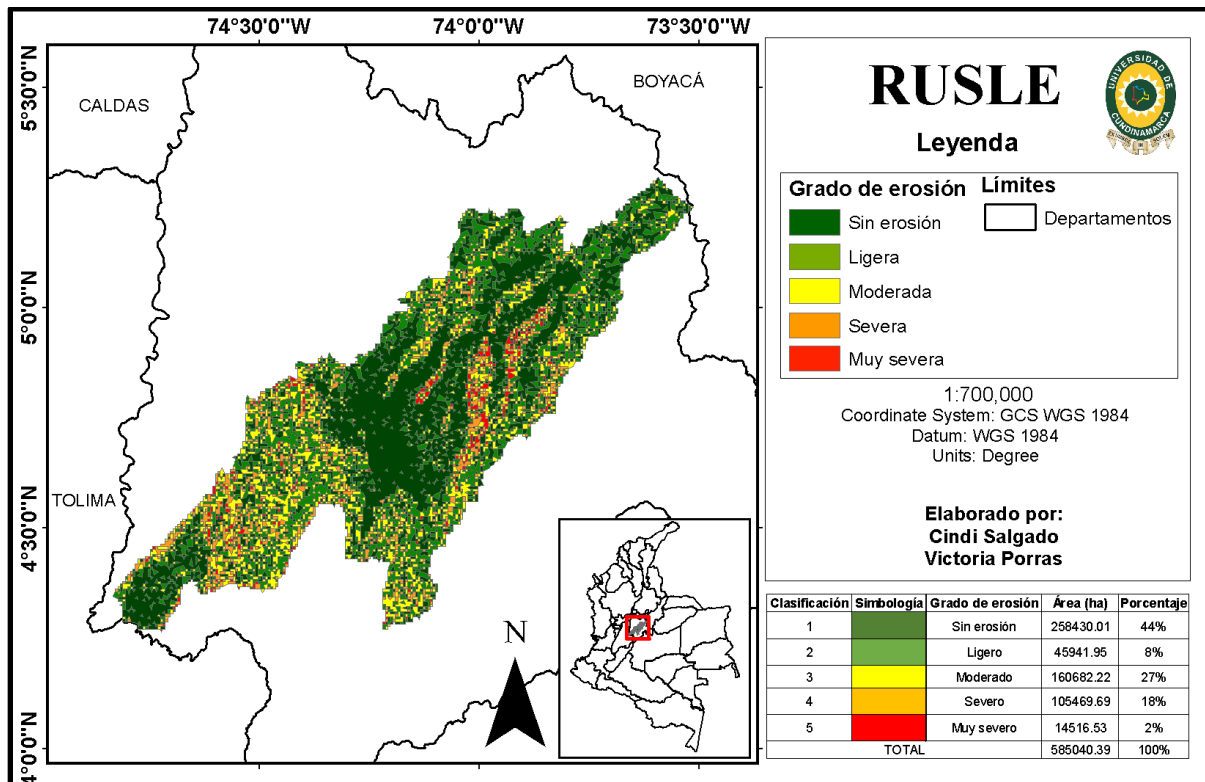 74°30'0"W 74°0'0"W 73°30'0"W
5°30'0"N
5°0'0"N
4°30'0"N
4°0'0"N
CALDAS
BOYACÁ
TOLIMA
N
RUSLE
UNIVERSIDAD DE
CUNDINAMARCA
Leyenda
Grado de erosión
Sin erosión
Ligera
Moderada
Severa
Muy severa
Límites
Departamentos
1:700,000
Coordinate System: GCS WGS 1984
Datum: WGS 1984
Units: Degree
Elaborado por:
Cindi Salgado
Victoria Porras
Clasificación Simbología Grado de erosión Área (ha) Porcentaje
1 Sin erosión 258430.01 44%
2 Ligero 45941.95 8%
3 Moderado 160682.22 27%
4 Severo 105469.69 18%
5 Muy severo 14516.53 2%
TOTAL 585040.39 100%